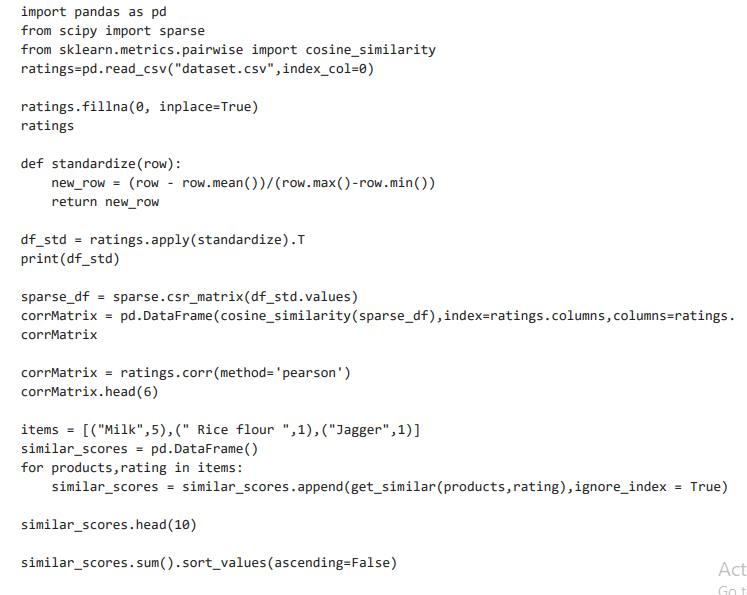 import pandas as pd
from scipy import sparse
from sklearn.metrics.pairwise import cosine_similarity
ratings=pd.read_csv("dataset.csv",index_col=0)

ratings.fillna(0, inplace=True)
ratings

def standardize(row):
    new_row = (row - row.mean())/(row.max()-row.min())
    return new_row

df_std = ratings.apply(standardize).T
print(df_std)

sparse_df = sparse.csr_matrix(df_std.values)
corrMatrix = pd.DataFrame(cosine_similarity(sparse_df),index=ratings.columns,columns=ratings.
corrMatrix

corrMatrix = ratings.corr(method='pearson')
corrMatrix.head(6)

items = [("Milk",5),(" Rice flour ",1),("Jagger",1)]
similar_scores = pd.DataFrame()
for products,rating in items:
    similar_scores = similar_scores.append(get_similar(products,rating),ignore_index = True)

similar_scores.head(10)

similar_scores.sum().sort_values(ascending=False)
Act
Go t